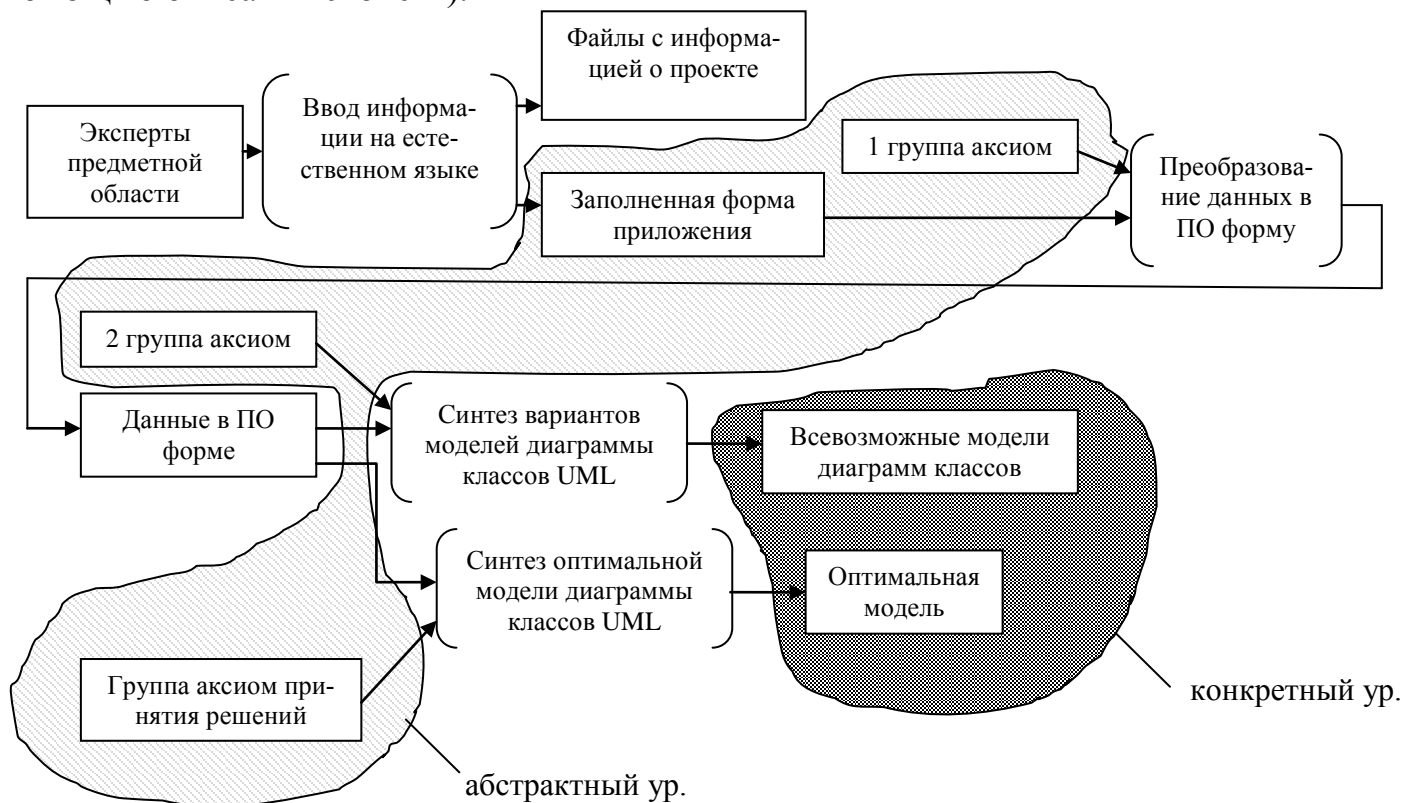 Файлы с информа-
цией о проекте
Ввод информа-
ции на есте-
ственном языке
Эксперты
предметной
области
1 группа аксиом
Преобразова-
ние данных в
ПО форму
Заполненная форма
приложения
2 группа аксиом
Данные в ПО
форме
Синтез вариантов
моделей диаграммы
классов UML
Всевозможные модели
диаграмм классов
Синтез оптимальной
модели диаграммы
классов UML
Оптимальная
модель
Группа аксиом при-
нятия решений
конкретный ур.
абстрактный ур.